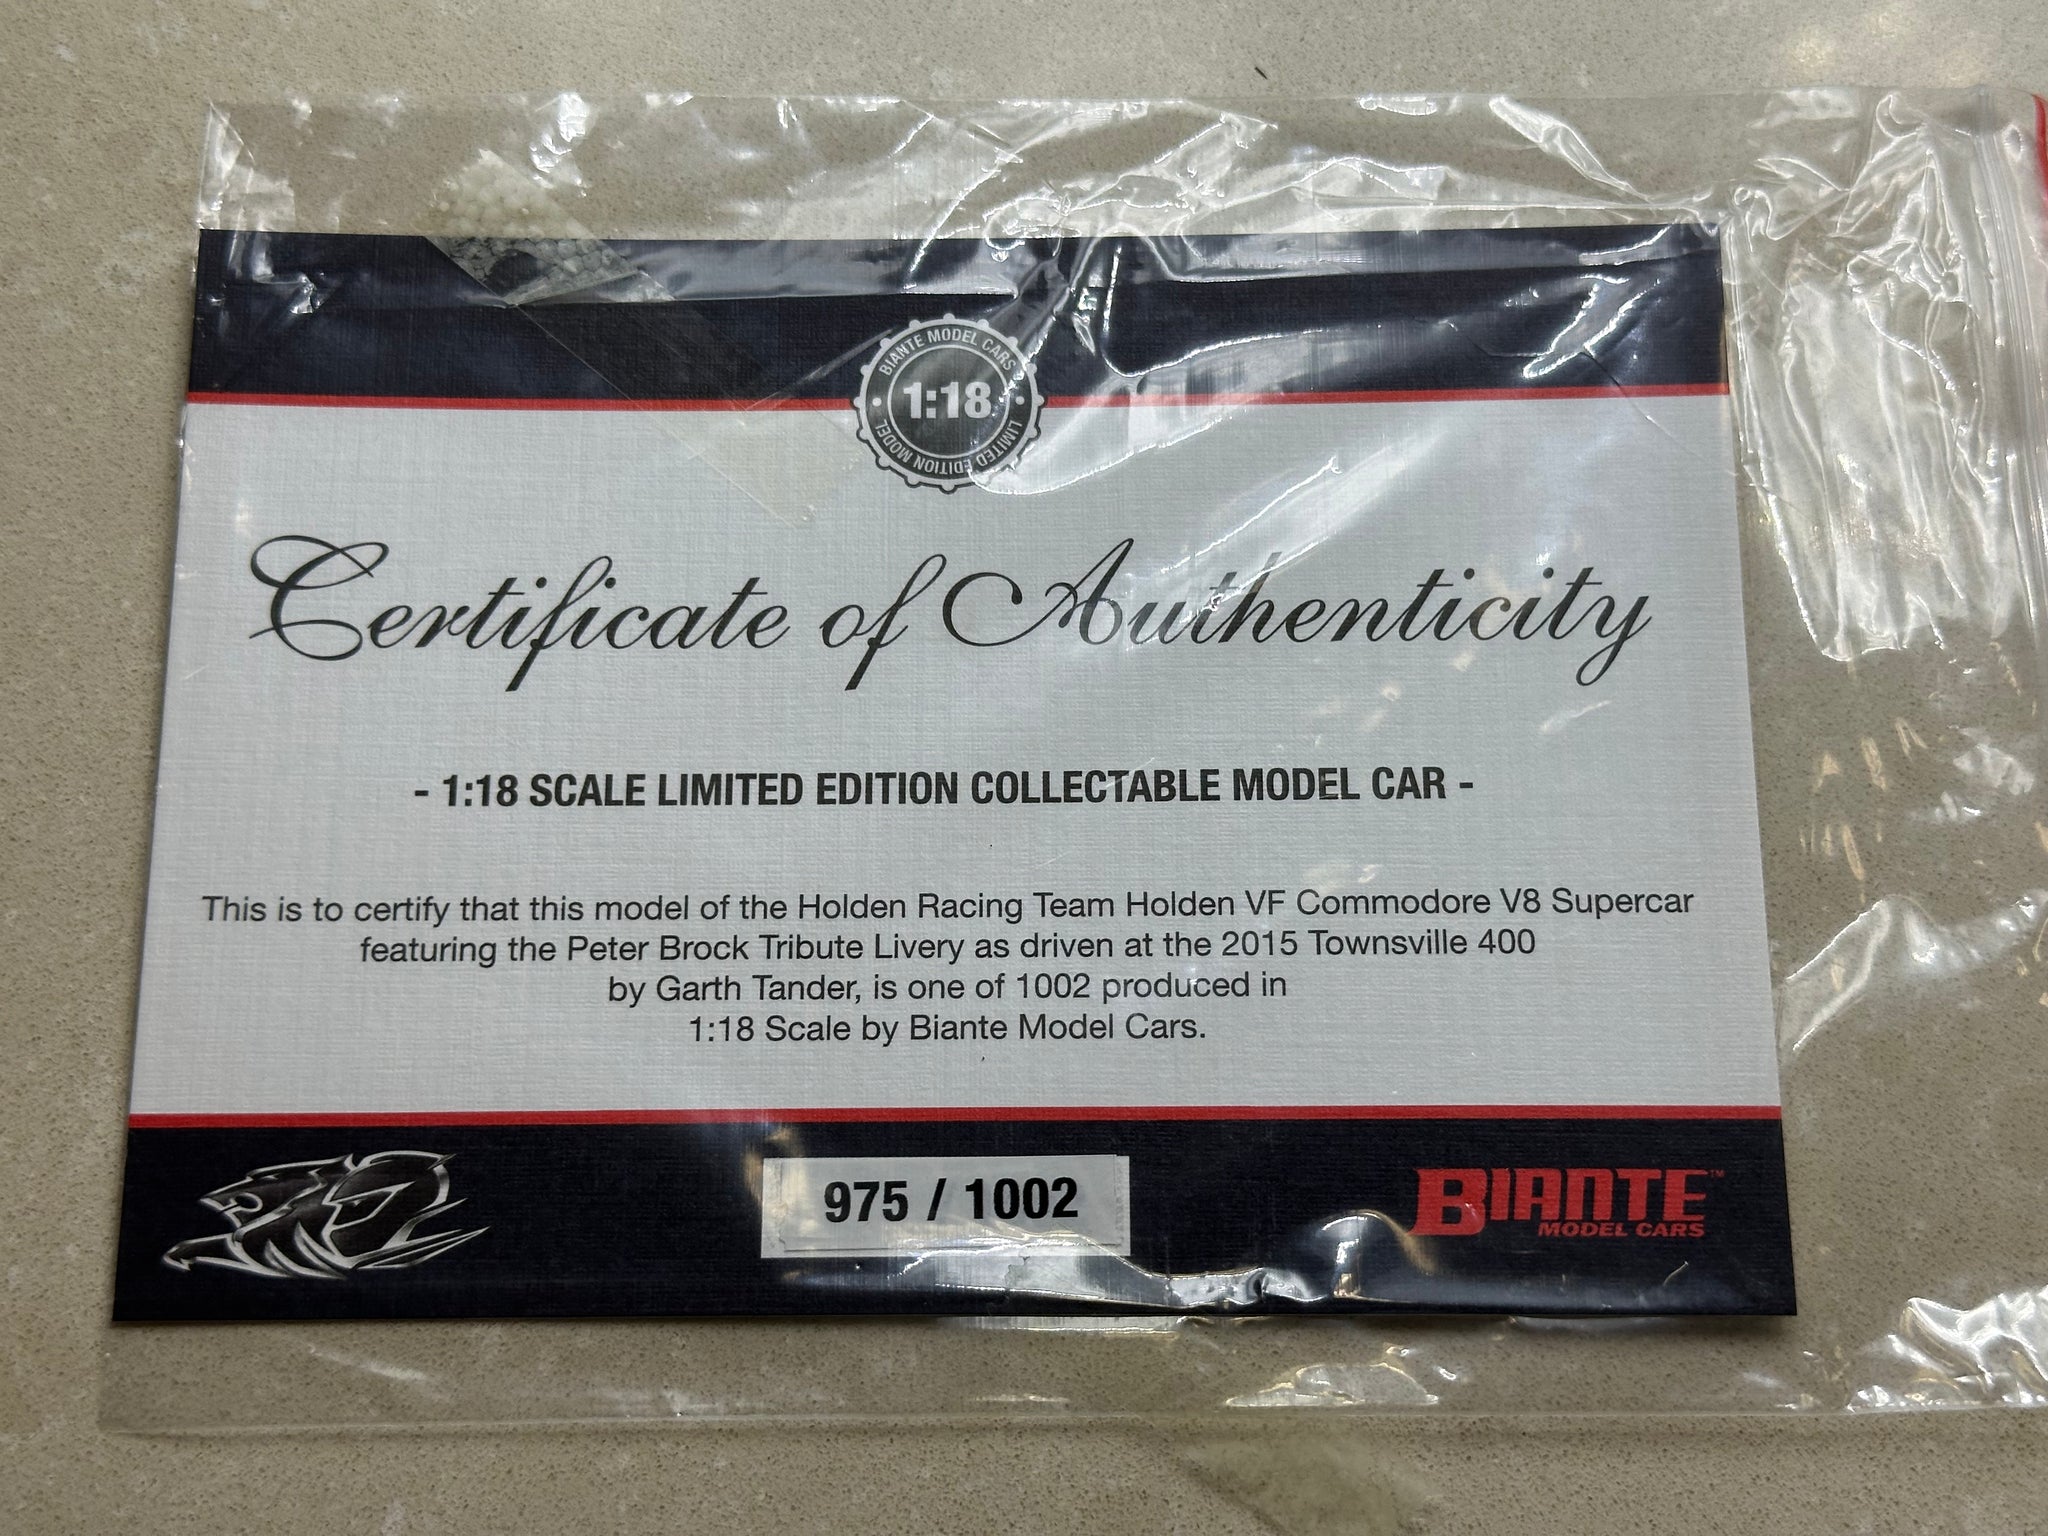 BIANTE MODEL CARS
1:18
LIMITED EDITION MODEL
Certificate of Authenticity
- 1:18 SCALE LIMITED EDITION COLLECTABLE MODEL CAR -
This is to certify that this model of the Holden Racing Team Holden VF Commodore V8 Supercar
featuring the Peter Brock Tribute Livery as driven at the 2015 Townsville 400
by Garth Tander, is one of 1002 produced in
1:18 Scale by Biante Model Cars.
975 / 1002
BIANTE™
MODEL CARS